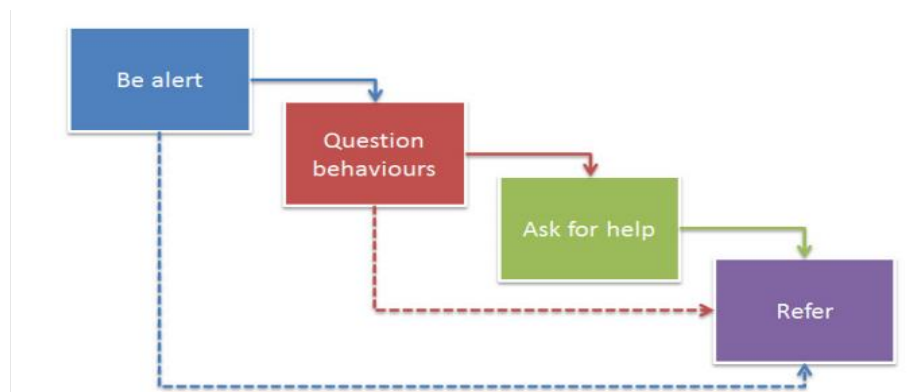 Be alert
Question
behaviours
Ask for help
Refer